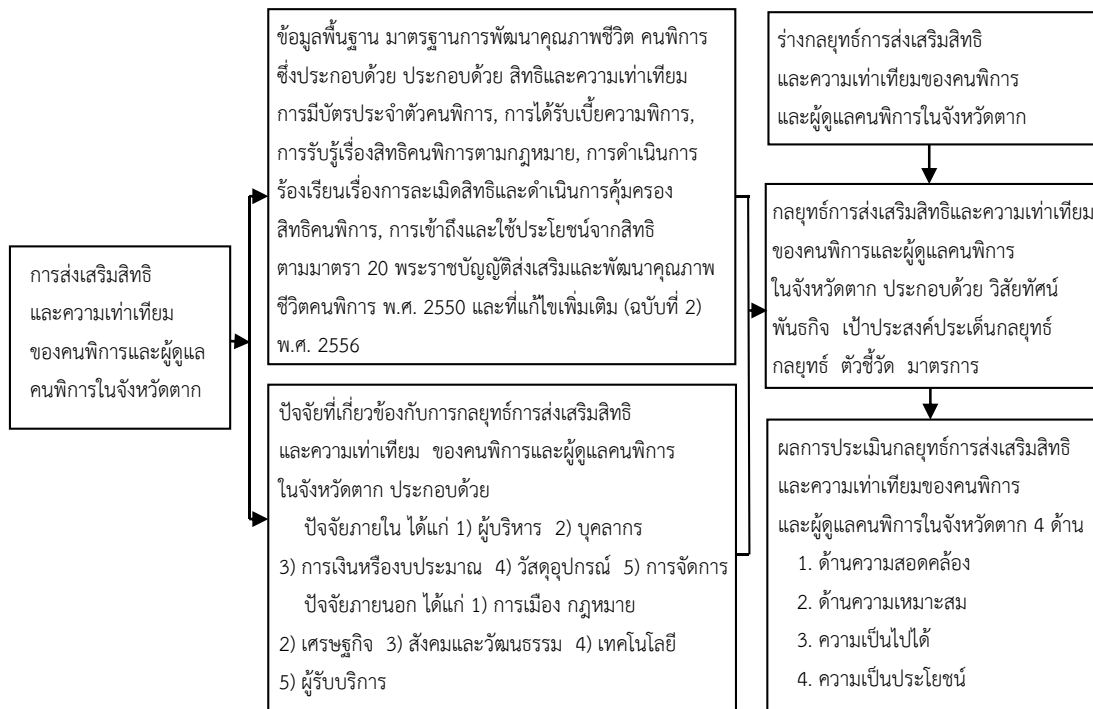 การส่งเสริมสิทธิ
และความเท่าเทียม
ของคนพิการและผู้ดูแล
คนพิการในจังหวัดตาก
ข้อมูลพื้นฐาน มาตรฐานการพัฒนาคุณภาพชีวิต คนพิการ
ซึ่งประกอบด้วย ประกอบด้วย สิทธิและความเท่าเทียม
การมีบัตรประจำตัวคนพิการ, การได้รับเบี้ยความพิการ,
การรับรู้เรื่องสิทธิคนพิการตามกฎหมาย, การดำเนินการ
ร้องเรียนเรื่องการละเมิดสิทธิและดำเนินการคุ้มครอง
สิทธิคนพิการ, การเข้าถึงและใช้ประโยชน์จากสิทธิ
ตามมาตรา 20 พระราชบัญญัติส่งเสริมและพัฒนาคุณภาพ
ชีวิตคนพิการ พ.ศ. 2550 และที่แก้ไขเพิ่มเติม (ฉบับที่ 2)
พ.ศ. 2556
ปัจจัยที่เกี่ยวข้องกับการกลยุทธ์การส่งเสริมสิทธิ
และความเท่าเทียม ของคนพิการและผู้ดูแลคนพิการ
ในจังหวัดตาก ประกอบด้วย
ปัจจัยภายใน ได้แก่ 1) ผู้บริหาร 2) บุคลากร
3) การเงินหรืองบประมาณ 4) วัสดุอุปกรณ์ 5) การจัดการ
ปัจจัยภายนอก ได้แก่ 1) การเมือง กฎหมาย
2) เศรษฐกิจ 3) สังคมและวัฒนธรรม 4) เทคโนโลยี
5) ผู้รับบริการ
ร่างกลยุทธ์การส่งเสริมสิทธิ
และความเท่าเทียมของคนพิการ
และผู้ดูแลคนพิการในจังหวัดตาก
กลยุทธ์การส่งเสริมสิทธิและความเท่าเทียม
ของคนพิการและผู้ดูแลคนพิการ
ในจังหวัดตาก ประกอบด้วย วิสัยทัศน์
พันธกิจ เป้าประสงค์ประเด็นกลยุทธ์
กลยุทธ์ ตัวชี้วัด มาตรการ
ผลการประเมินกลยุทธ์การส่งเสริมสิทธิ
และความเท่าเทียมของคนพิการ
และผู้ดูแลคนพิการในจังหวัดตาก 4 ด้าน
1. ด้านความสอดคล้อง
2. ด้านความเหมาะสม
3. ความเป็นไปได้
4. ความเป็นประโยชน์